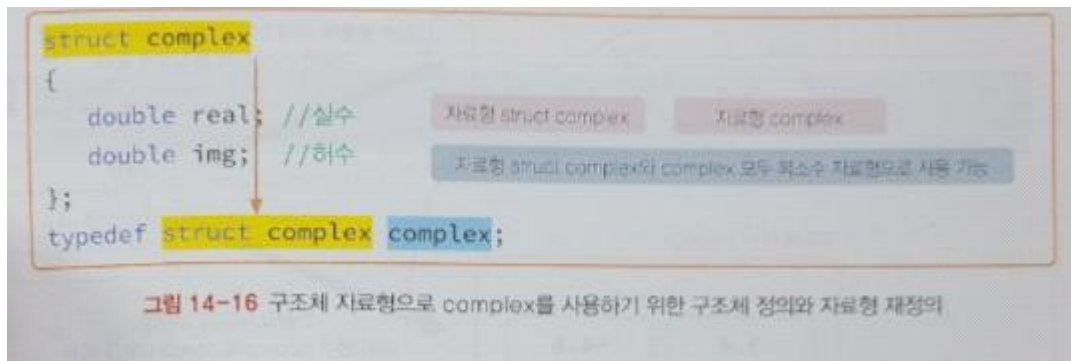 struct complex
{
double real; //실수
자료형 struct complex
자료형 complex
double img; //허수
자료형 struct complex와 complex 모두 복소수 자료형으로 사용 가능
};
typedef struct complex complex;
그림 14-16 구조체 자료형으로 complex를 사용하기 위한 구조체 정의와 자료형 재정의